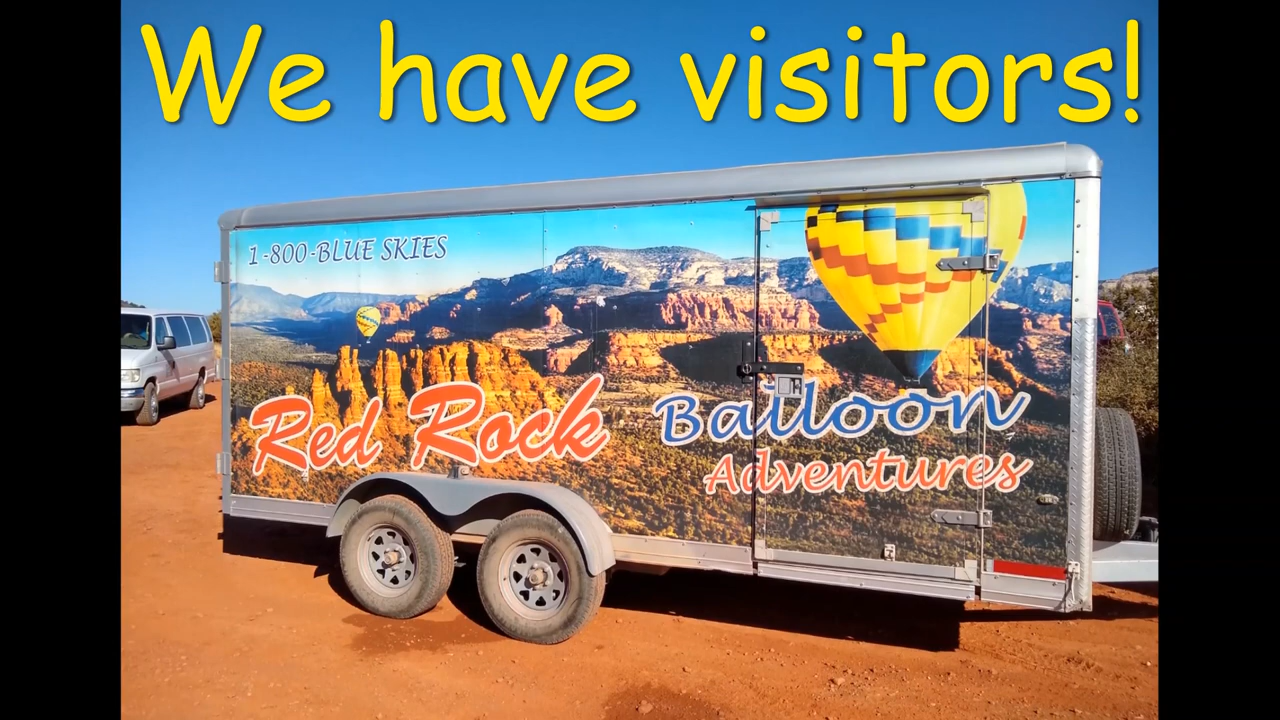 We have visitors!
1-800-BLUE SKIES
Red Rock
Balloon
Adventures